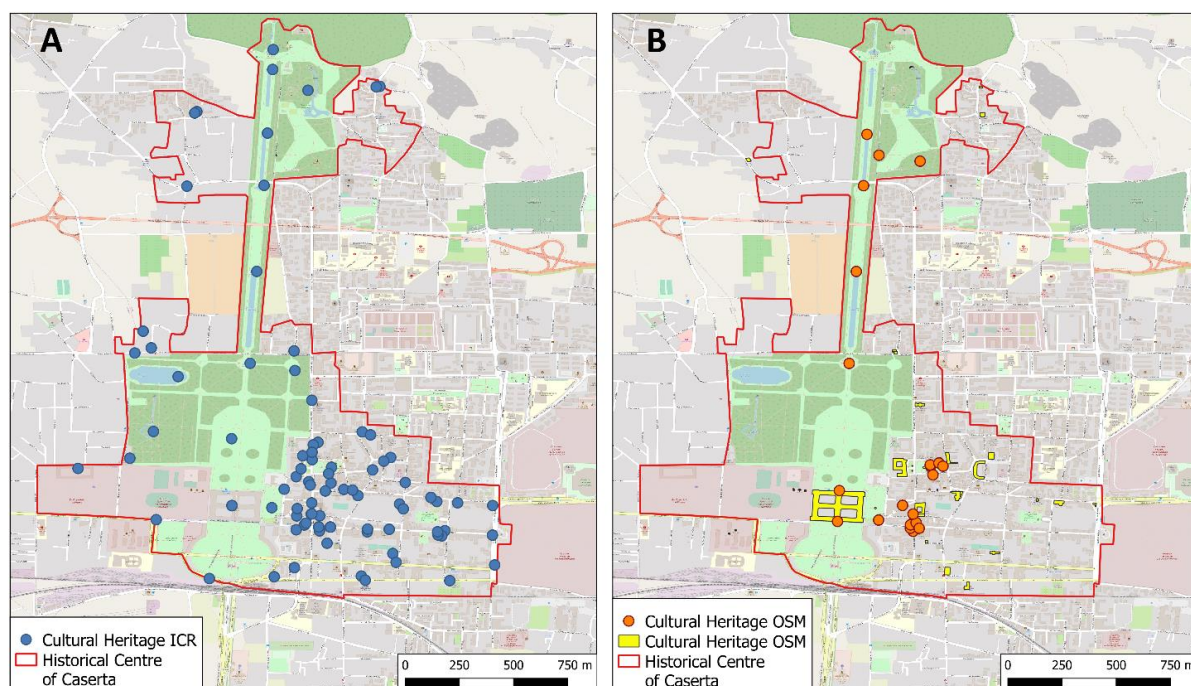 A
Cultural Heritage ICR
Historical Centre
of Caserta
0 250 500 750 m
B
Cultural Heritage OSM
Cultural Heritage OSM
Historical Centre
of Caserta
0 250 500 750 m